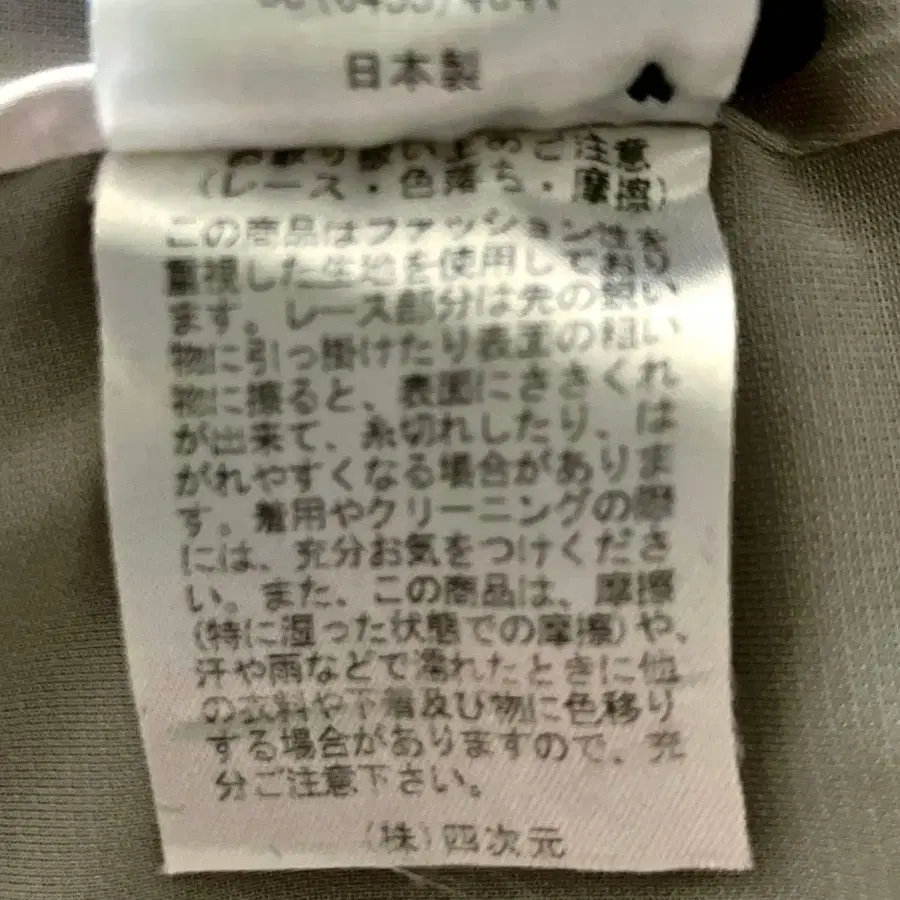 日本製
お取り扱い上のご注意
(レース・色落ち・摩擦)
この商品はファッション性を
重視した生地を使用しており
ます。レース部分は先の鋭い
物に引っ掛けたり表面の粗い
物に擦ると、表面にささくれ
が出来て、糸切れしたり、は
がれやすくなる場合がありま
す。着用やクリーニングの際
には、充分お気をつけくださ
い。また、この商品は、摩擦
(特に湿った状態での摩擦)や、
汗や雨などで濡れたときに他
の衣料や下着及び物に色移り
する場合がありますので、充
分ご注意下さい。
(株)四次元